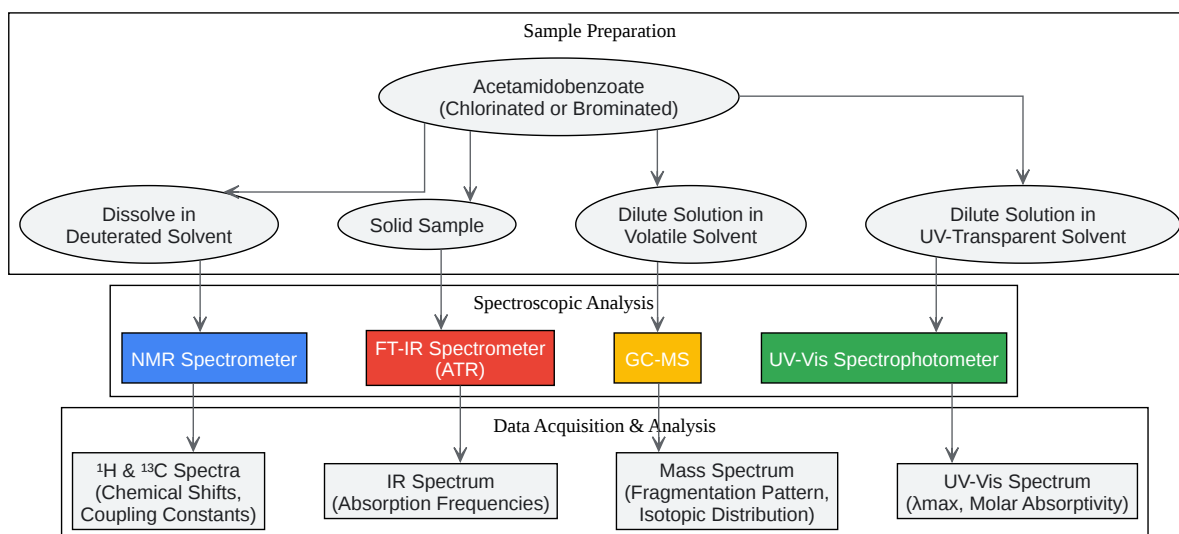 Sample Preparation
Acetamidobenzoate
(Chlorinated or Brominated)
Dissolve in
Deuterated Solvent
Solid Sample
Dilute Solution in
Volatile Solvent
Dilute Solution in
UV-Transparent Solvent
Spectroscopic Analysis
NMR Spectrometer
FT-IR Spectrometer
(ATR)
GC-MS
UV-Vis Spectrophotometer
Data Acquisition & Analysis
¹H & ¹³C Spectra
(Chemical Shifts,
Coupling Constants)
IR Spectrum
(Absorption Frequencies)
Mass Spectrum
(Fragmentation Pattern,
Isotopic Distribution)
UV-Vis Spectrum
(λmax, Molar Absorptivity)